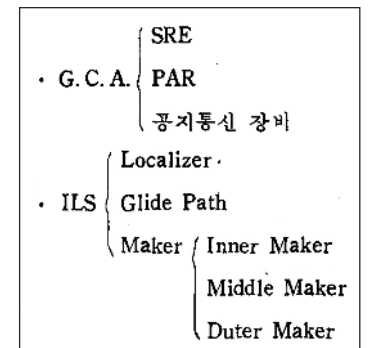 SRE
· G. C. A. PAR
공지통신 장비
Localizer ·
· ILS Glide Path
Maker Inner Maker
Middle Maker
Duter Maker